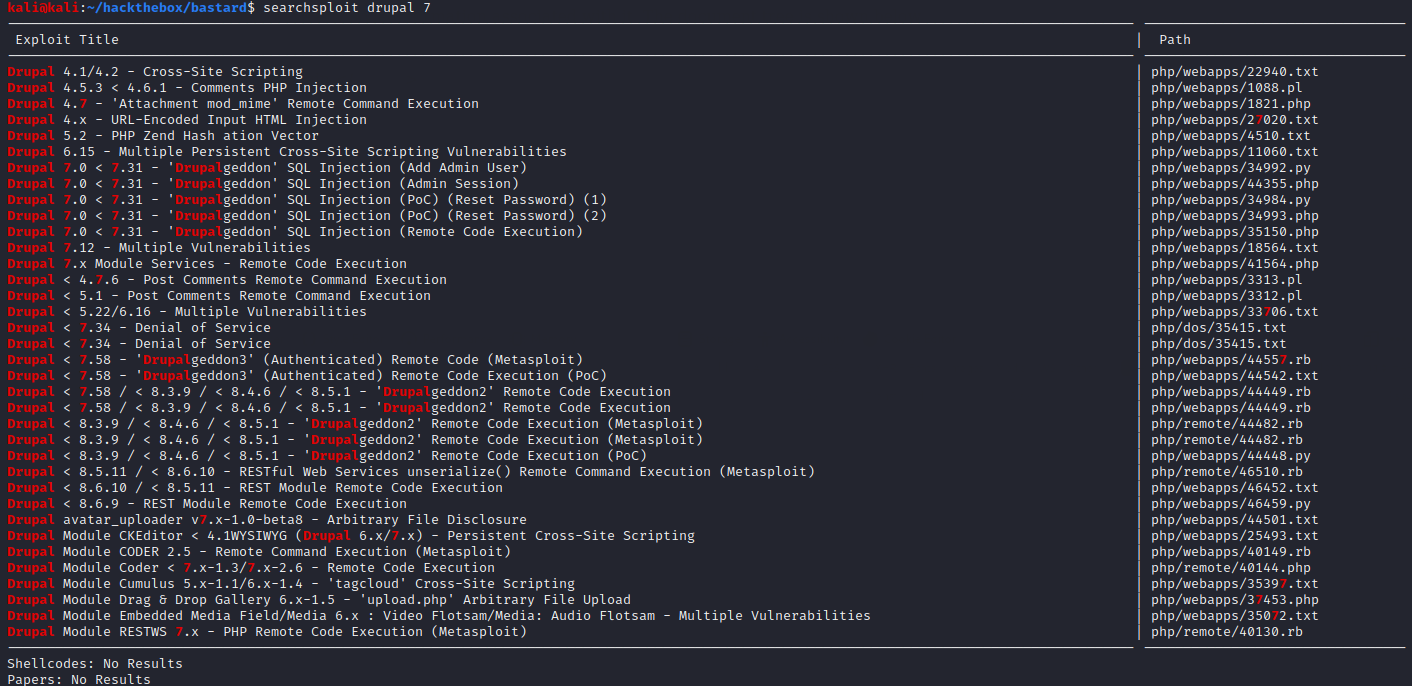 kali@kali:~/hackthebox/bastard$ searchsploit drupal 7
Exploit Title | Path
Drupal 4.1/4.2 - Cross-Site Scripting | php/webapps/22940.txt
Drupal 4.5.3 < 4.6.1 - Comments PHP Injection | php/webapps/1088.pl
Drupal 4.7 - 'Attachment mod_mime' Remote Command Execution | php/webapps/1821.php
Drupal 4.x - URL-Encoded Input HTML Injection | php/webapps/27020.txt
Drupal 5.2 - PHP Zend Hash ation Vector | php/webapps/4510.txt
Drupal 6.15 - Multiple Persistent Cross-Site Scripting Vulnerabilities | php/webapps/11060.txt
Drupal 7.0 < 7.31 - 'Drupalgeddon' SQL Injection (Add Admin User) | php/webapps/34992.py
Drupal 7.0 < 7.31 - 'Drupalgeddon' SQL Injection (Admin Session) | php/webapps/44355.php
Drupal 7.0 < 7.31 - 'Drupalgeddon' SQL Injection (PoC) (Reset Password) (1) | php/webapps/34984.py
Drupal 7.0 < 7.31 - 'Drupalgeddon' SQL Injection (PoC) (Reset Password) (2) | php/webapps/34993.php
Drupal 7.0 < 7.31 - 'Drupalgeddon' SQL Injection (Remote Code Execution) | php/webapps/35150.php
Drupal 7.12 - Multiple Vulnerabilities | php/webapps/18564.txt
Drupal 7.x Module Services - Remote Code Execution | php/webapps/41564.php
Drupal < 4.7.6 - Post Comments Remote Command Execution | php/webapps/3313.pl
Drupal < 5.1 - Post Comments Remote Command Execution | php/webapps/3312.pl
Drupal < 5.22/6.16 - Multiple Vulnerabilities | php/webapps/33706.txt
Drupal < 7.34 - Denial of Service | php/dos/35415.txt
Drupal < 7.34 - Denial of Service | php/dos/35415.txt
Drupal < 7.58 - 'Drupalgeddon3' (Authenticated) Remote Code (Metasploit) | php/webapps/44557.rb
Drupal < 7.58 - 'Drupalgeddon3' (Authenticated) Remote Code Execution (PoC) | php/webapps/44542.txt
Drupal < 7.58 / < 8.3.9 / < 8.4.6 / < 8.5.1 - 'Drupalgeddon2' Remote Code Execution | php/webapps/44449.rb
Drupal < 7.58 / < 8.3.9 / < 8.4.6 / < 8.5.1 - 'Drupalgeddon2' Remote Code Execution | php/webapps/44449.rb
Drupal < 8.3.9 / < 8.4.6 / < 8.5.1 - 'Drupalgeddon2' Remote Code Execution (Metasploit) | php/remote/44482.rb
Drupal < 8.3.9 / < 8.4.6 / < 8.5.1 - 'Drupalgeddon2' Remote Code Execution (Metasploit) | php/remote/44482.rb
Drupal < 8.3.9 / < 8.4.6 / < 8.5.1 - 'Drupalgeddon2' Remote Code Execution (PoC) | php/webapps/44448.py
Drupal < 8.5.11 / < 8.6.10 - RESTful Web Services unserialize() Remote Command Execution (Metasploit) | php/remote/46510.rb
Drupal < 8.6.10 / < 8.5.11 - REST Module Remote Code Execution | php/webapps/46452.txt
Drupal < 8.6.9 - REST Module Remote Code Execution | php/webapps/46459.py
Drupal avatar_uploader v7.x-1.0-beta8 - Arbitrary File Disclosure | php/webapps/44501.txt
Drupal Module CKEditor < 4.1WYSIWYG (Drupal 6.x/7.x) - Persistent Cross-Site Scripting | php/webapps/25493.txt
Drupal Module CODER 2.5 - Remote Command Execution (Metasploit) | php/webapps/40149.rb
Drupal Module Coder < 7.x-1.3/7.x-2.6 - Remote Code Execution | php/remote/40144.php
Drupal Module Cumulus 5.x-1.1/6.x-1.4 - 'tagcloud' Cross-Site Scripting | php/webapps/35397.txt
Drupal Module Drag & Drop Gallery 6.x-1.5 - 'upload.php' Arbitrary File Upload | php/webapps/37453.php
Drupal Module Embedded Media Field/Media 6.x : Video Flotsam/Media: Audio Flotsam - Multiple Vulnerabilities | php/webapps/35072.txt
Drupal Module RESTWS 7.x - PHP Remote Code Execution (Metasploit) | php/remote/40130.rb
Shellcodes: No Results
Papers: No Results